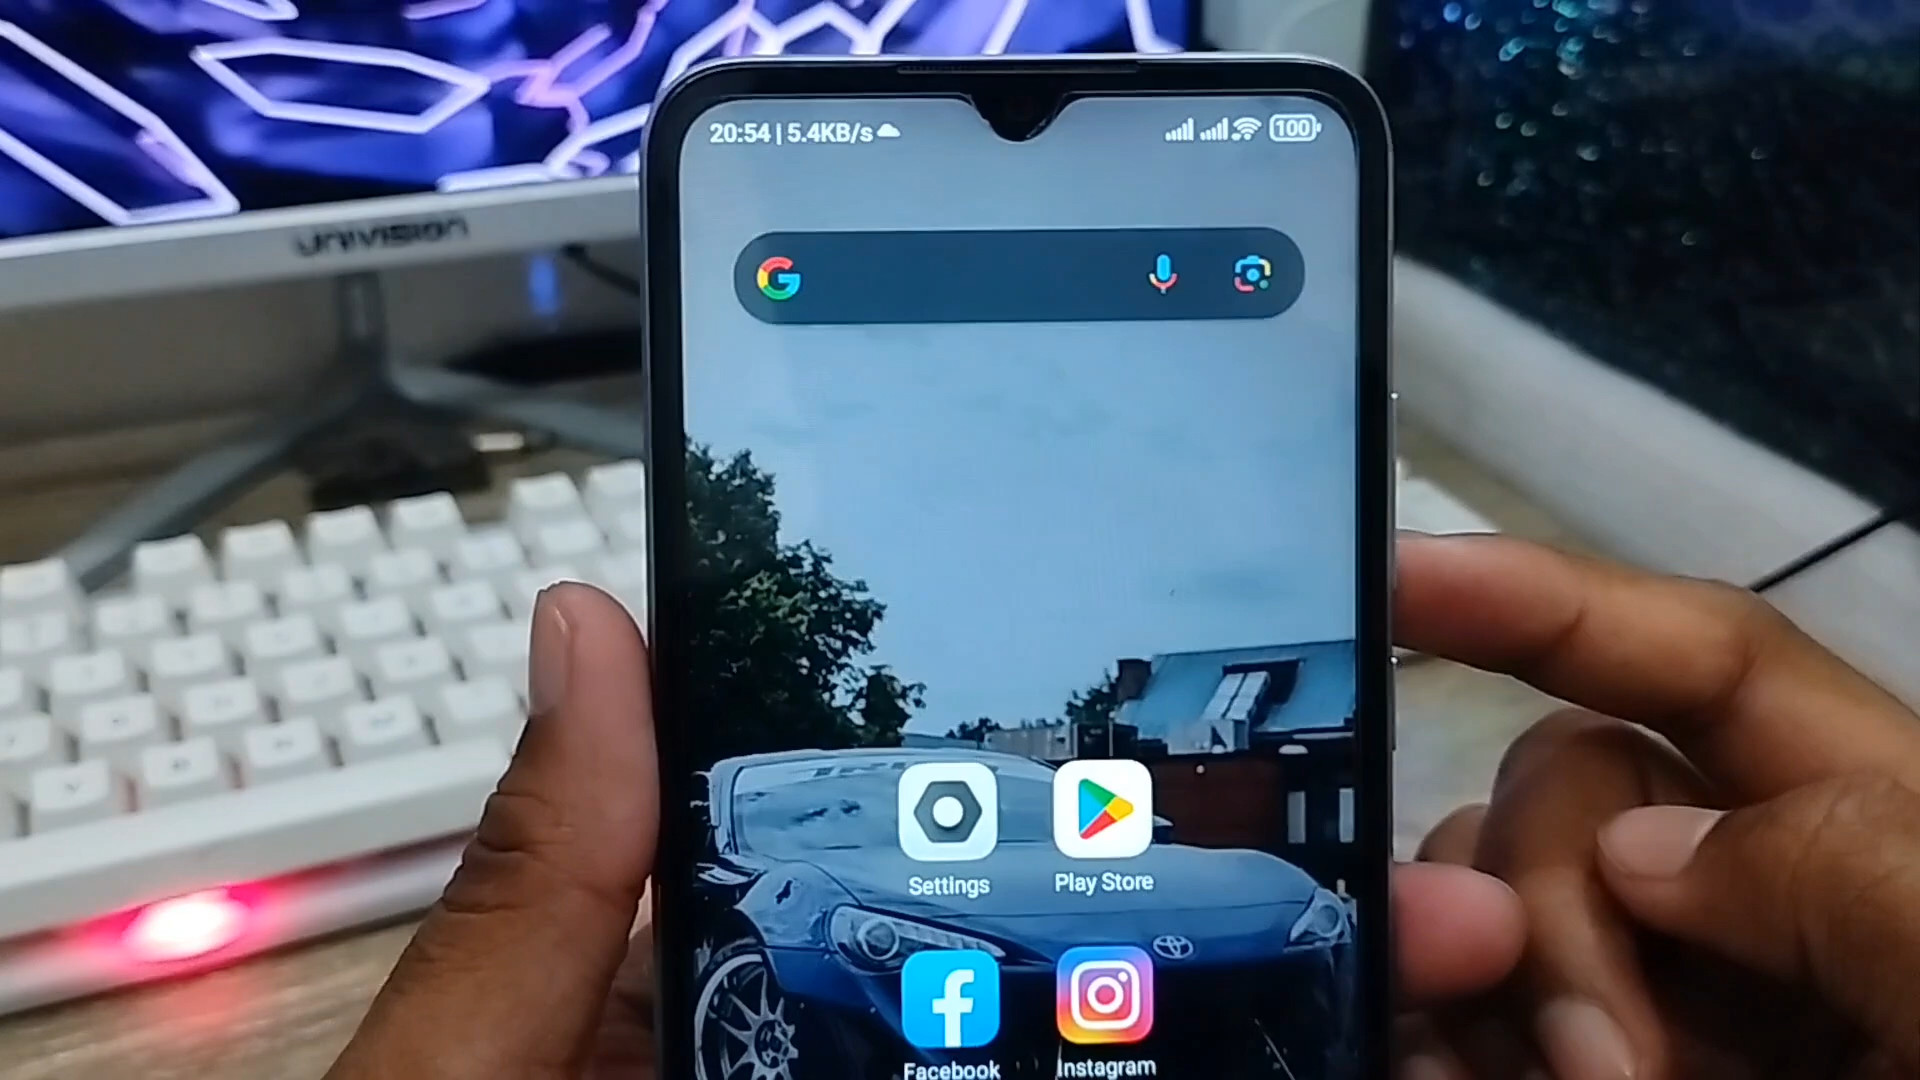 UNIVISION
20:54 | 5.4KB/s
100
Settings
Play Store
Facebook
Instagram